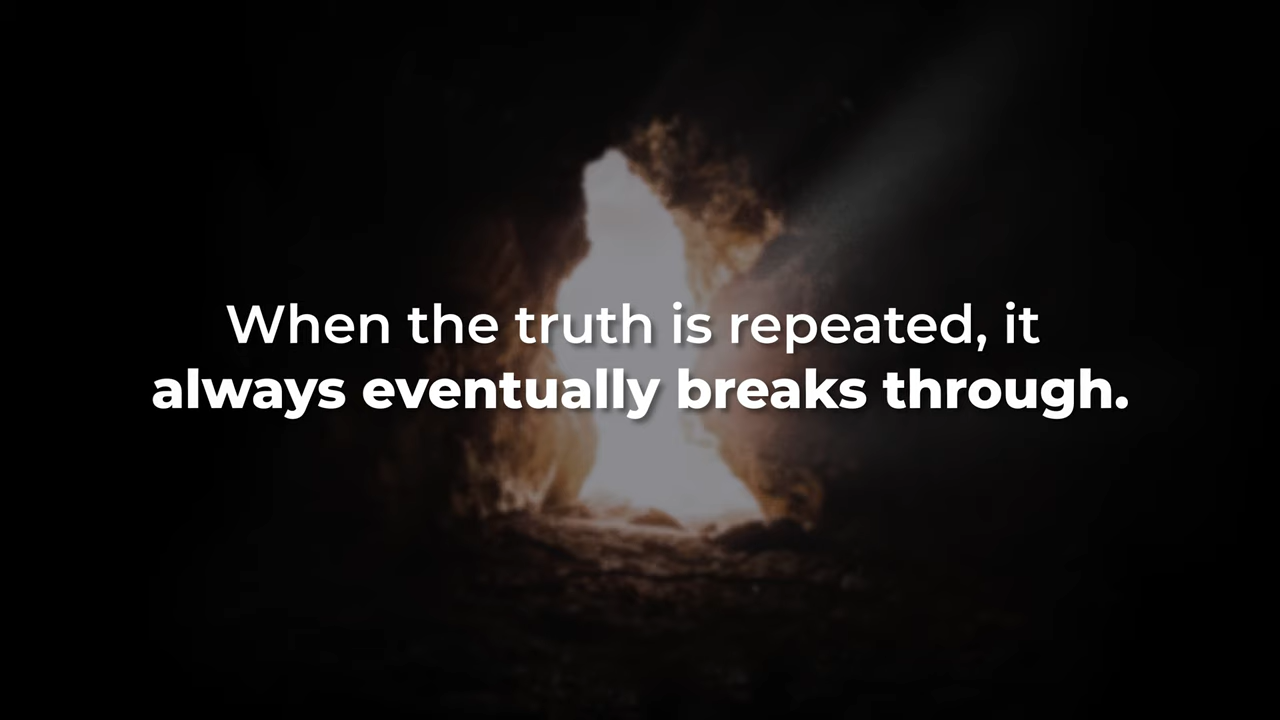 When the truth is repeated, it
always eventually breaks through.